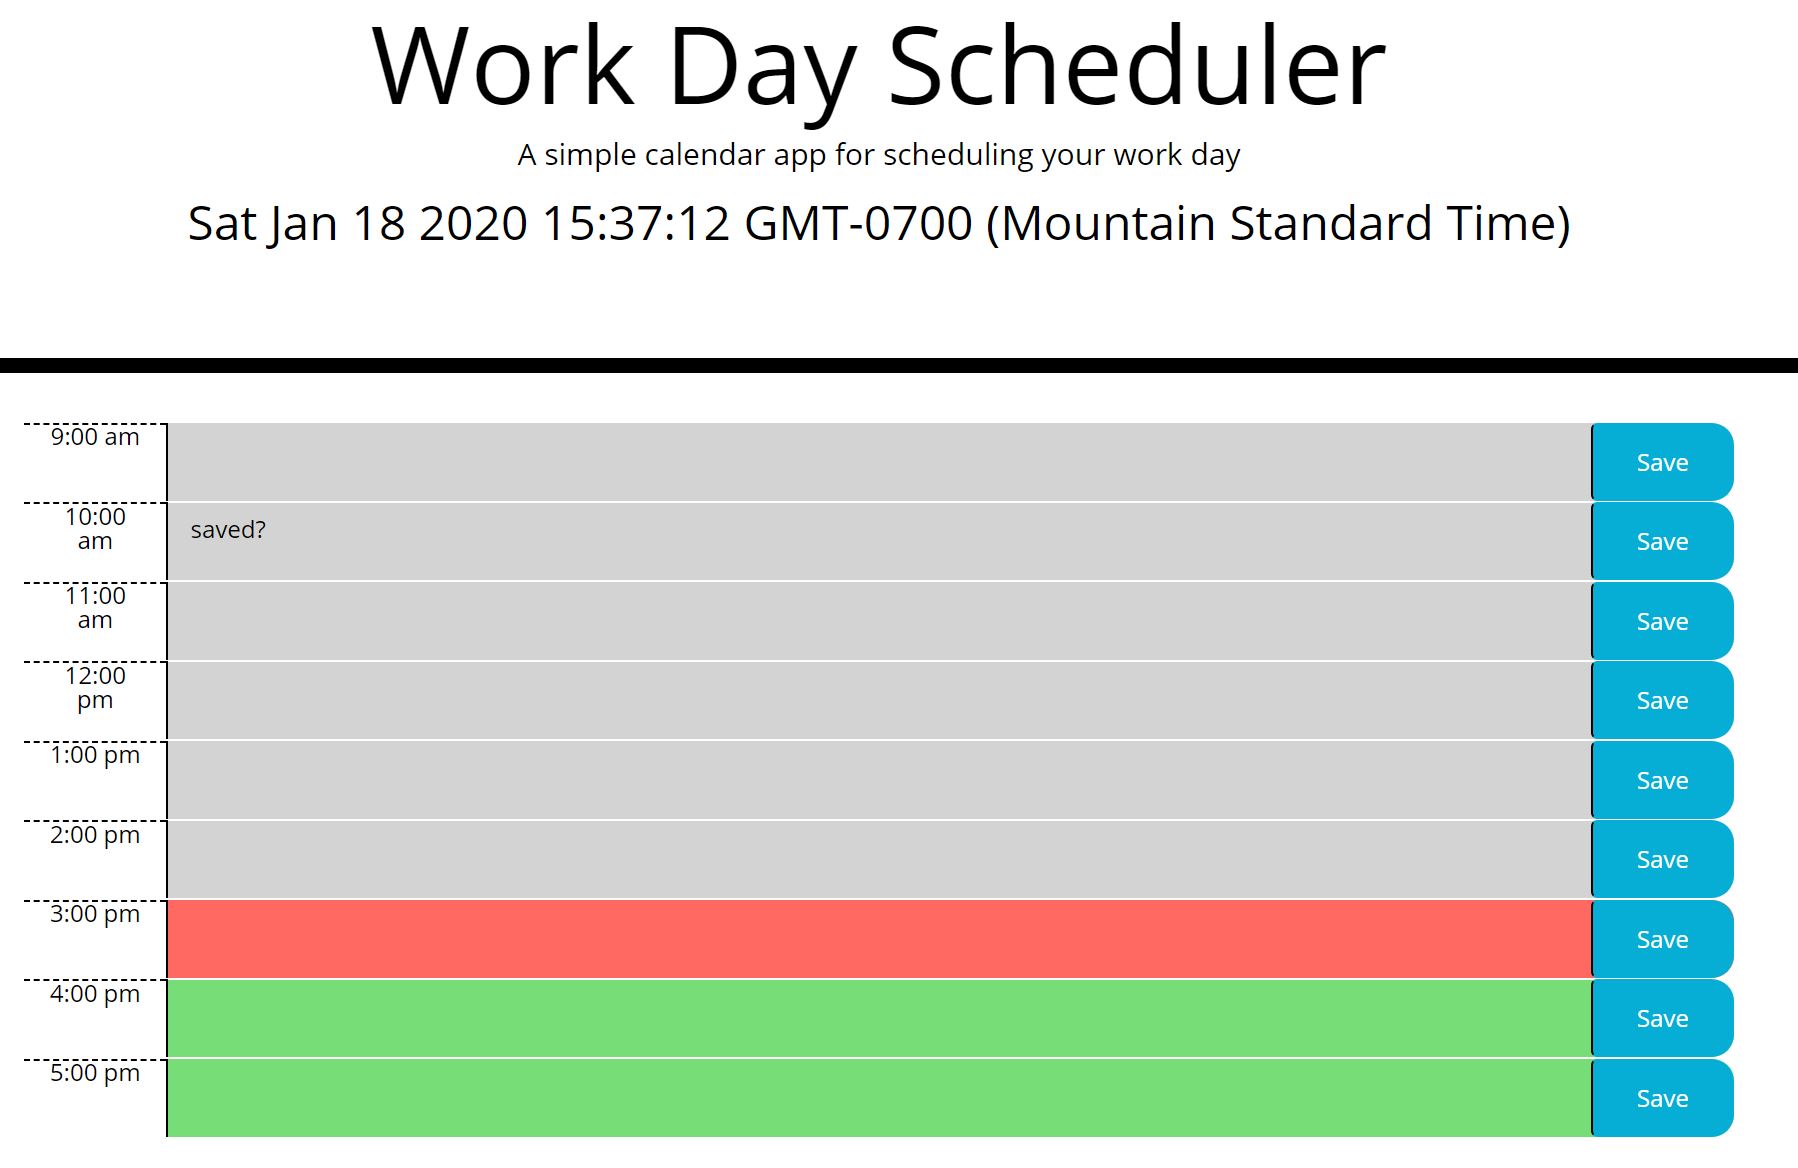 Work Day Scheduler
A simple calendar app for scheduling your work day
Sat Jan 18 2020 15:37:12 GMT-0700 (Mountain Standard Time)
9:00 am
Save
10:00
am
saved?
Save
11:00
am
Save
12:00
pm
Save
1:00 pm
Save
2:00 pm
Save
3:00 pm
Save
4:00 pm
Save
5:00 pm
Save